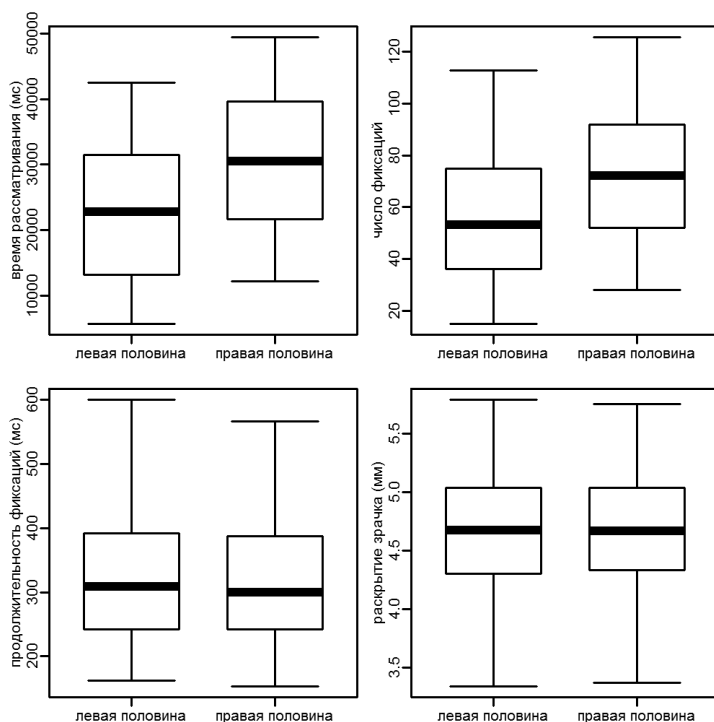 время рассматривания (мс)
50000
40000
30000
20000
10000
левая половина правая половина
число фиксаций
120
100
80
60
40
20
левая половина правая половина
продолжительность фиксаций (мс)
600
500
400
300
200
левая половина правая половина
раскрытие зрачка (мм)
5.5
5.0
4.5
4.0
3.5
левая половина правая половина